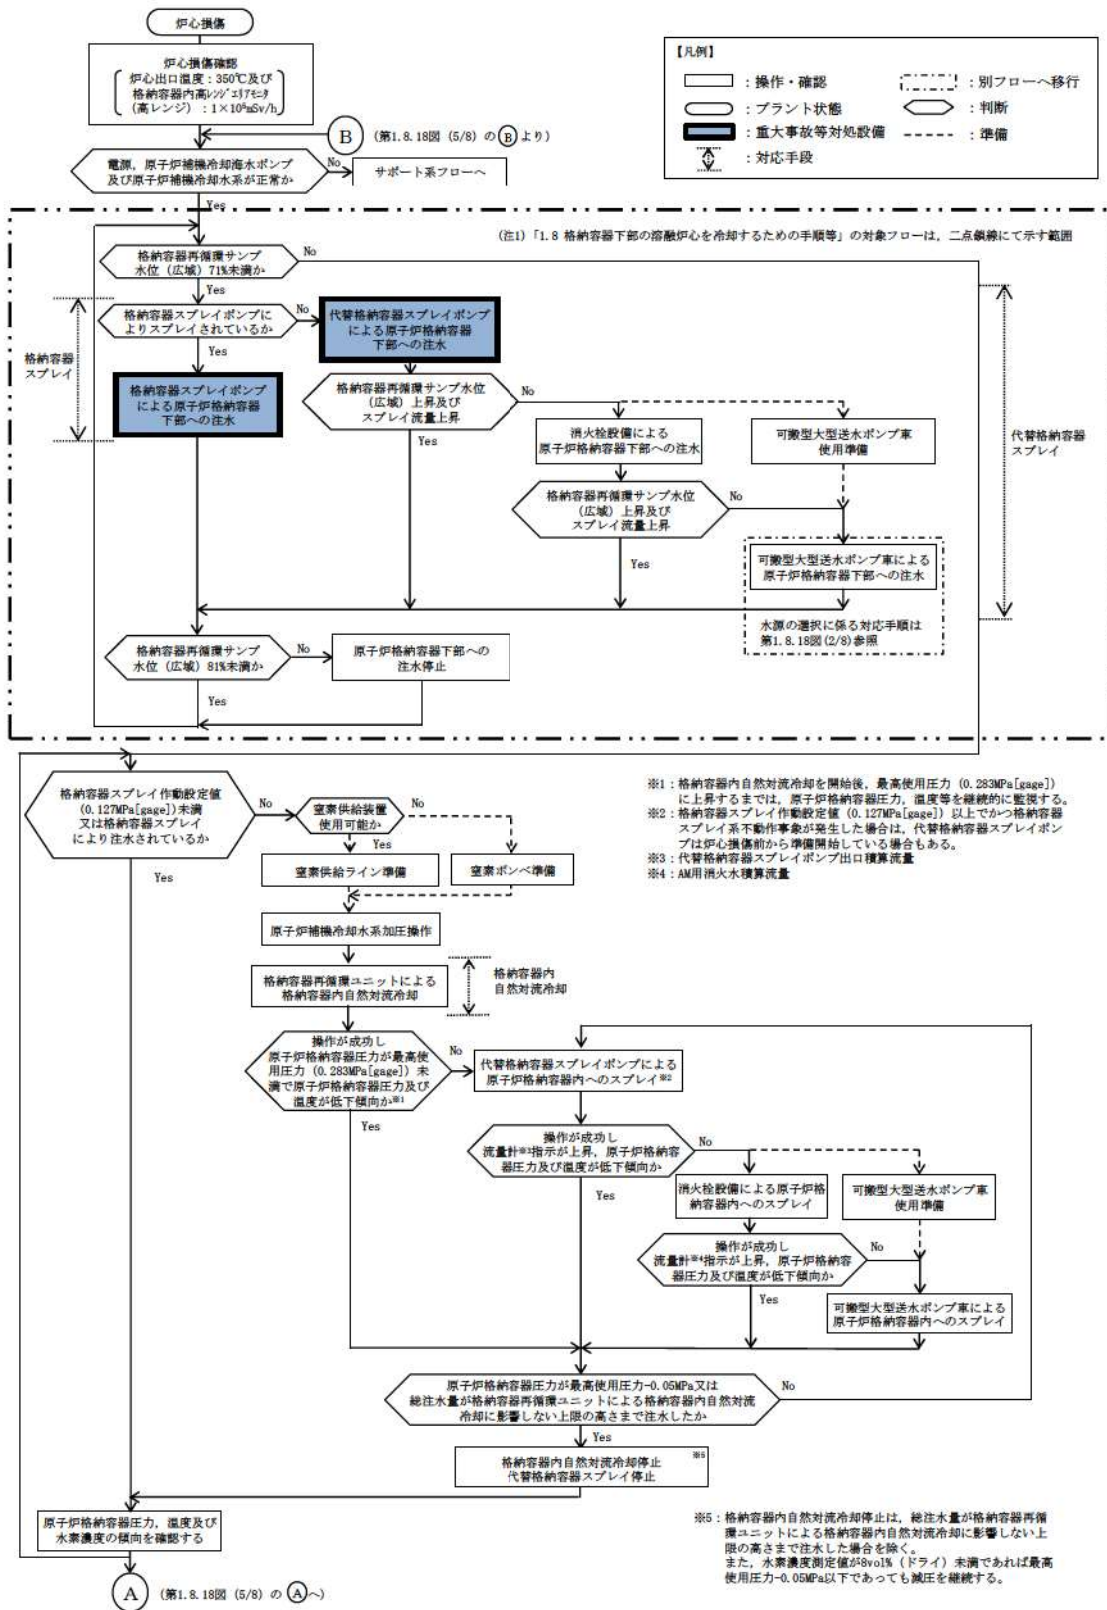 炉心損傷
炉心損傷確認
炉心出口温度：350℃及び
格納容器内高ﾚﾝｼﾞｴﾘｱﾓﾆﾀ
(高レンジ) ：1×10⁵mSv/h
【凡例】
：操作・確認
：プラント状態
：重大事故等対処設備
：対応手段
：別フローへ移行
：判断
：準備
B
(第1.8.18図 (5/8) の Ⓑ より)
電源，原子炉補機冷却海水ポンプ
及び原子炉補機冷却水系が正常か
No
サポート系フローへ
Yes
(注1)「1.8 格納容器下部の溶融炉心を冷却するための手順等」の対象フローは，二点鎖線にて示す範囲
格納容器再循環サンプ
水位 (広域) 71%未満か
No
Yes
格納容器スプレイポンプに
よりスプレイされているか
No
Yes
代替格納容器スプレイポンプ
による原子炉格納容器
下部への注水
格納容器
スプレイ
格納容器スプレイポンプ
による原子炉格納容器
下部への注水
格納容器再循環サンプ水位
(広域) 上昇及び
スプレイ流量上昇
No
Yes
消火栓設備による
原子炉格納容器下部への注水
可搬型大型送水ポンプ車
使用準備
代替格納容器
スプレイ
格納容器再循環サンプ水位
(広域) 上昇及び
スプレイ流量上昇
No
Yes
可搬型大型送水ポンプ車による
原子炉格納容器下部への注水
水源の選択に係る対応手順は
第1.8.18図(2/8)参照
格納容器再循環サンプ
水位 (広域) 81%未満か
No
原子炉格納容器下部への
注水停止
Yes
格納容器スプレイ作動設定値
(0.127MPa[gage])未満
又は格納容器スプレイ
により注水されているか
No
Yes
窒素供給装置
使用可能か
No
Yes
窒素供給ライン準備
窒素ボンベ準備
原子炉補機冷却水系加圧操作
格納容器再循環ユニットによる
格納容器内自然対流冷却
格納容器内
自然対流冷却
※1：格納容器内自然対流冷却を開始後，最高使用圧力 (0.283MPa[gage])
に上昇するまでは，原子炉格納容器圧力，温度等を継続的に監視する。
※2：格納容器スプレイ作動設定値 (0.127MPa[gage]) 以上でかつ格納容器
スプレイ系不動作事象が発生した場合は，代替格納容器スプレイポン
プは炉心損傷前から準備開始している場合もある。
※3：代替格納容器スプレイポンプ出口積算流量
※4：AM用消火水積算流量
操作が成功し
原子炉格納容器圧力が最高使
用圧力 (0.283MPa[gage]) 未
満で原子炉格納容器圧力及び
温度が低下傾向か※1
No
Yes
代替格納容器スプレイポンプによる
原子炉格納容器内へのスプレイ※2
操作が成功し
流量計※3指示が上昇，原子炉格納容
器圧力及び温度が低下傾向か
No
Yes
消火栓設備による原子炉格
納容器内へのスプレイ
可搬型大型送水ポンプ車
使用準備
操作が成功し
流量計※4指示が上昇，原子炉格納容
器圧力及び温度が低下傾向か
No
Yes
可搬型大型送水ポンプ車による
原子炉格納容器内へのスプレイ
原子炉格納容器圧力が最高使用圧力-0.05MPa又は
総注水量が格納容器再循環ユニットによる格納容器内自然対流
冷却に影響しない上限の高さまで注水したか
No
Yes
格納容器内自然対流冷却停止 ※5
代替格納容器スプレイ停止
原子炉格納容器圧力，温度及び
水素濃度の傾向を確認する
※5：格納容器内自然対流冷却停止は，総注水量が格納容器再循
環ユニットによる格納容器内自然対流冷却に影響しない上
限の高さまで注水した場合を除く。
また，水素濃度測定値が8vol% (ドライ) 未満であれば最高
使用圧力-0.05MPa以下であっても減圧を継続する。
A
(第1.8.18図 (5/8) の Ⓐ へ)